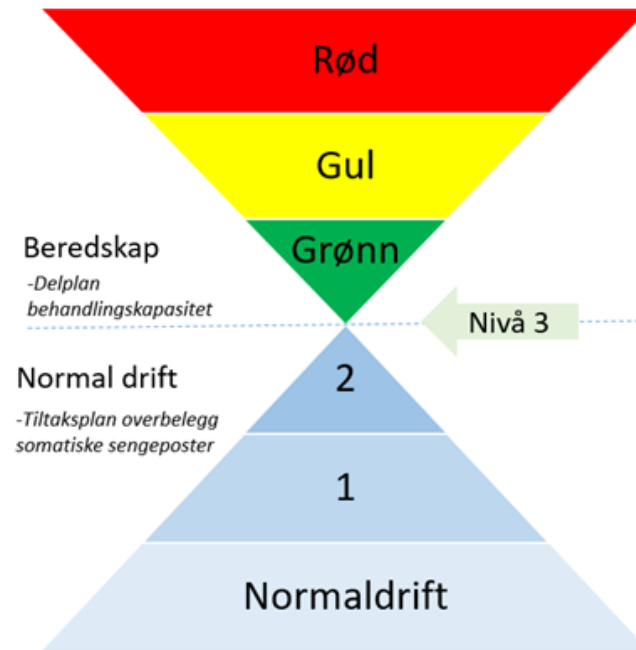 Rød
Gul
Grønn
Beredskap
-Delplan
behandlingskapasitet
Nivå 3
Normal drift
-Tiltaksplan overbelegg
somatiske sengeposter
2
1
Normaldrift